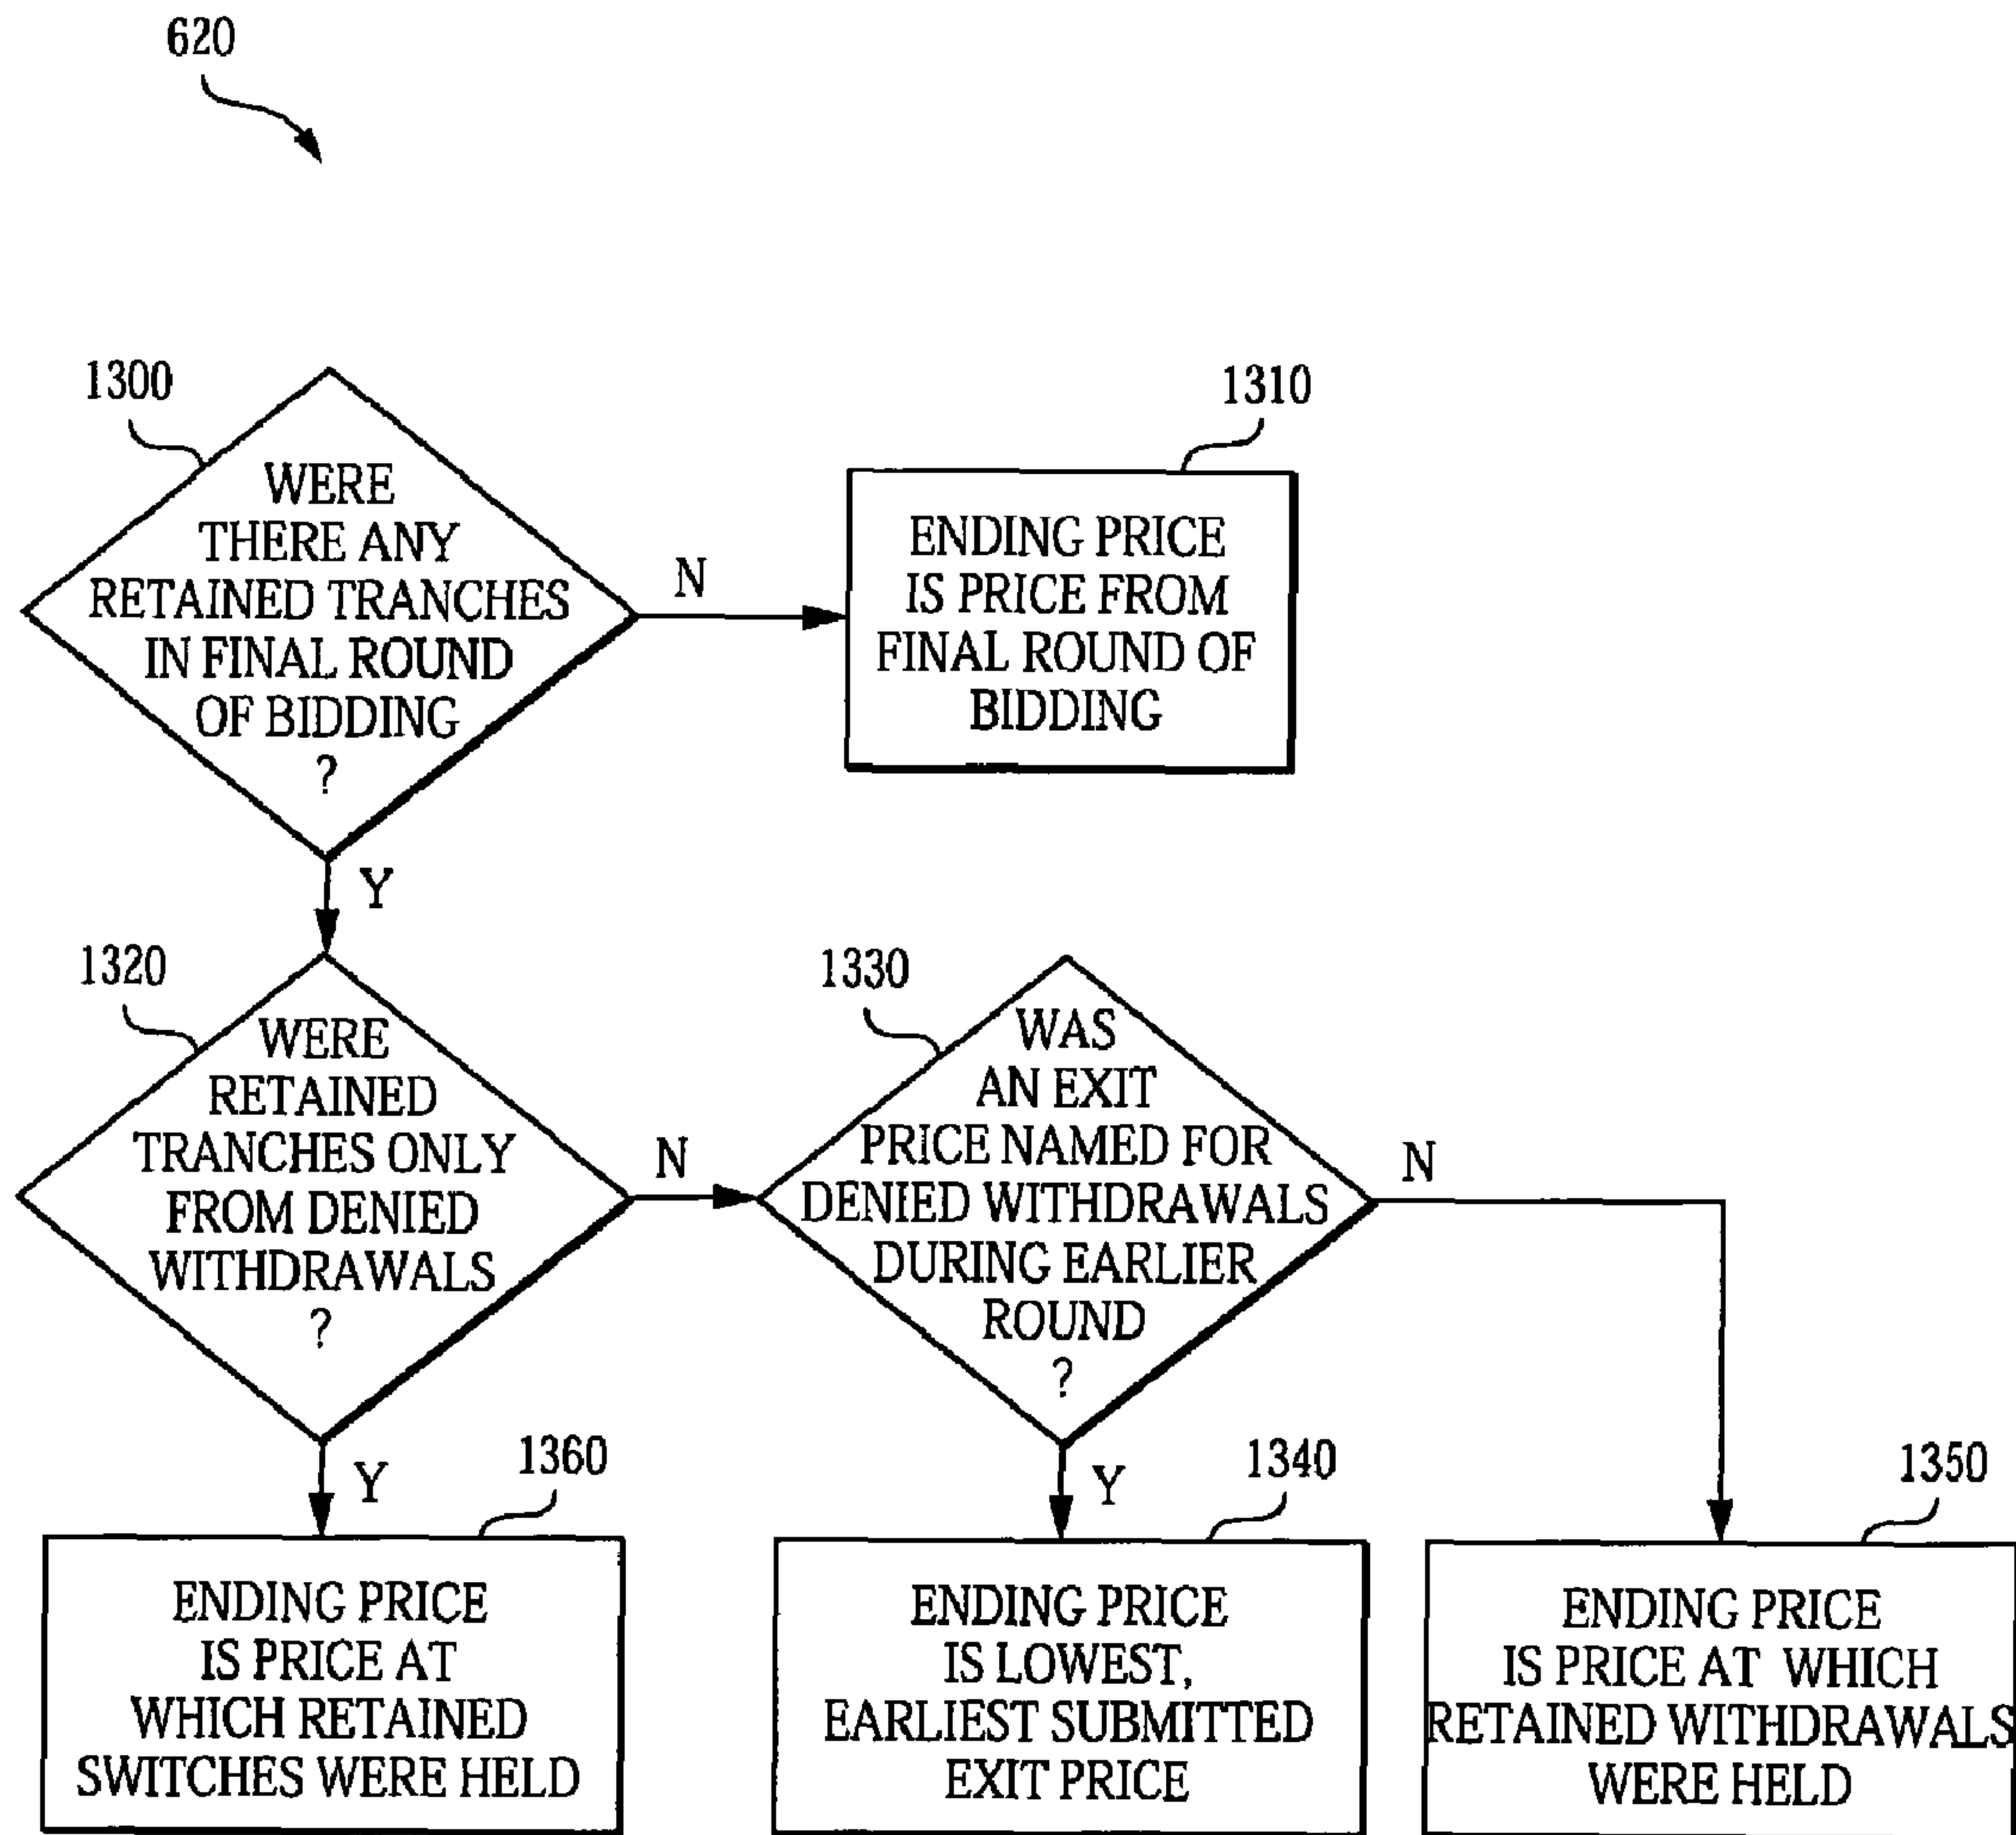 620
1300
WERE
THERE ANY
RETAINED TRANCHES
IN FINAL ROUND
OF BIDDING
?
N
1310
ENDING PRICE
IS PRICE FROM
FINAL ROUND OF
BIDDING
Y
1320
WERE
RETAINED
TRANCHES ONLY
FROM DENIED
WITHDRAWALS
?
N
1330
WAS
AN EXIT
PRICE NAMED FOR
DENIED WITHDRAWALS
DURING EARLIER
ROUND
?
N
Y
1360
ENDING PRICE
IS PRICE AT
WHICH RETAINED
SWITCHES WERE HELD
Y
1340
ENDING PRICE
IS LOWEST,
EARLIEST SUBMITTED
EXIT PRICE
1350
ENDING PRICE
IS PRICE AT WHICH
RETAINED WITHDRAWALS
WERE HELD